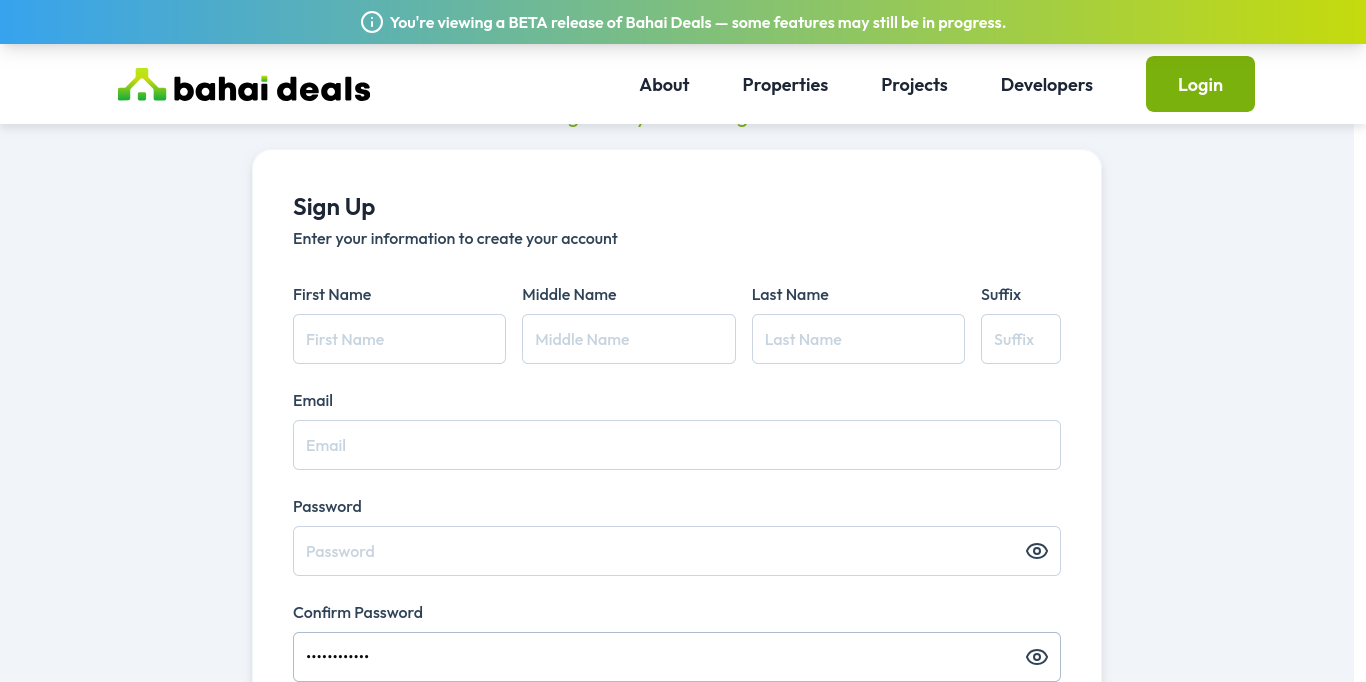 You're viewing a BETA release of Bahai Deals — some features may still be in progress.
bahai deals
About
Properties
Projects
Developers
Login
Sign Up
Enter your information to create your account
First Name
Middle Name
Last Name
Suffix
First Name
Middle Name
Last Name
Suffix
Email
Email
Password
Password
Confirm Password
••••••••••••